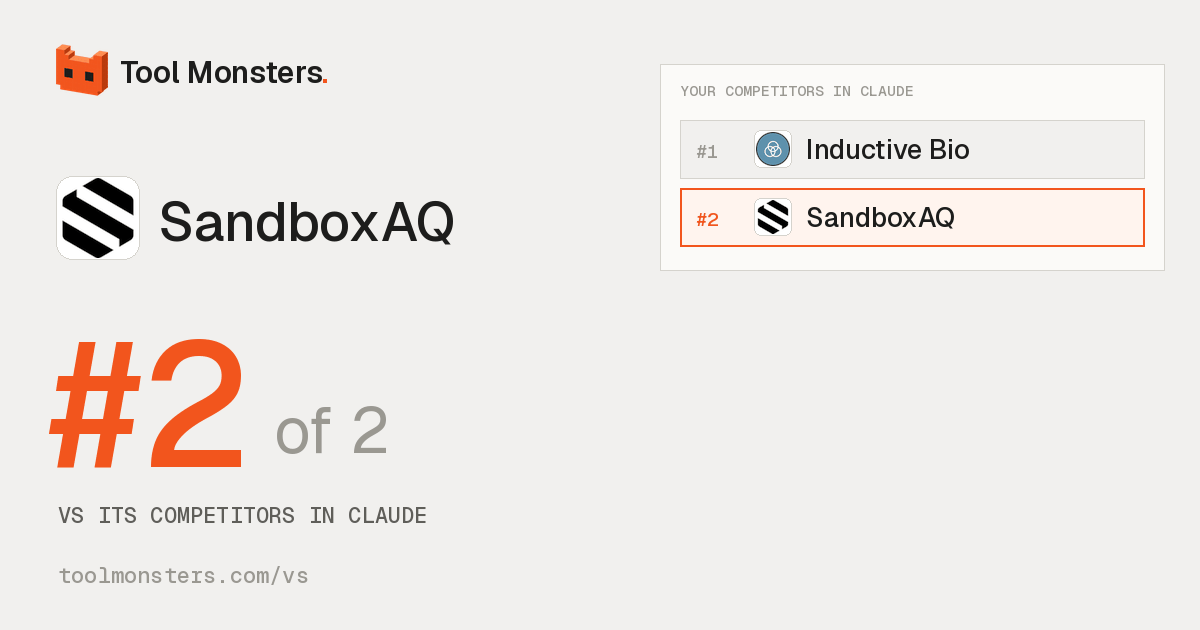 Tool Monsters.
SandboxAQ
#2 of 2
VS ITS COMPETITORS IN CLAUDE
toolmonsters.com/vs
YOUR COMPETITORS IN CLAUDE
#1 Inductive Bio
#2 SandboxAQ